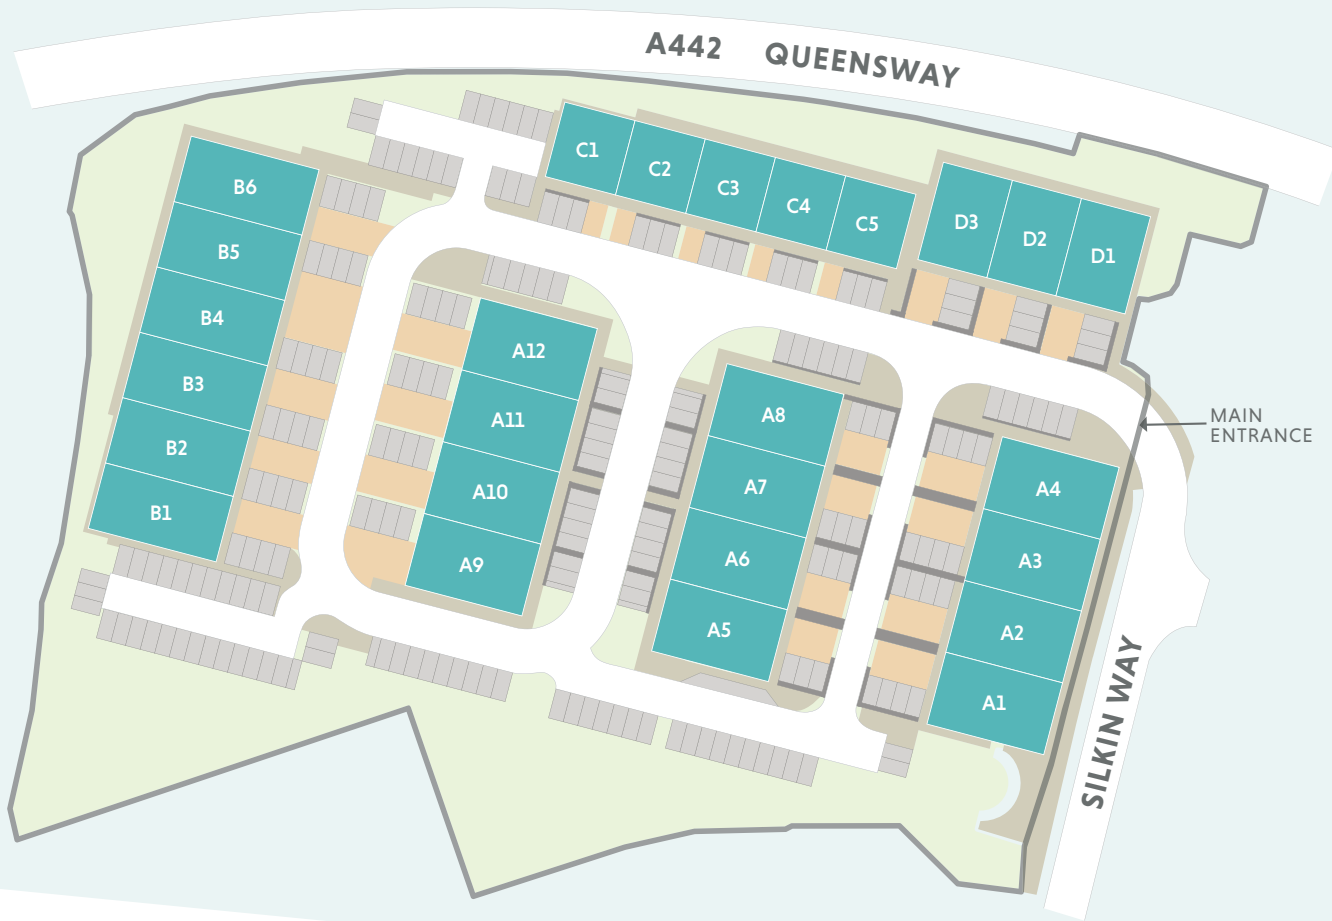 A442 QUEENSWAY
C1
C2
C3
C4
C5
D3
D2
D1
B6
B5
B4
B3
B2
B1
A12
A11
A10
A9
A8
A7
A6
A5
A4
A3
A2
A1
MAIN
ENTRANCE
SILKIN WAY